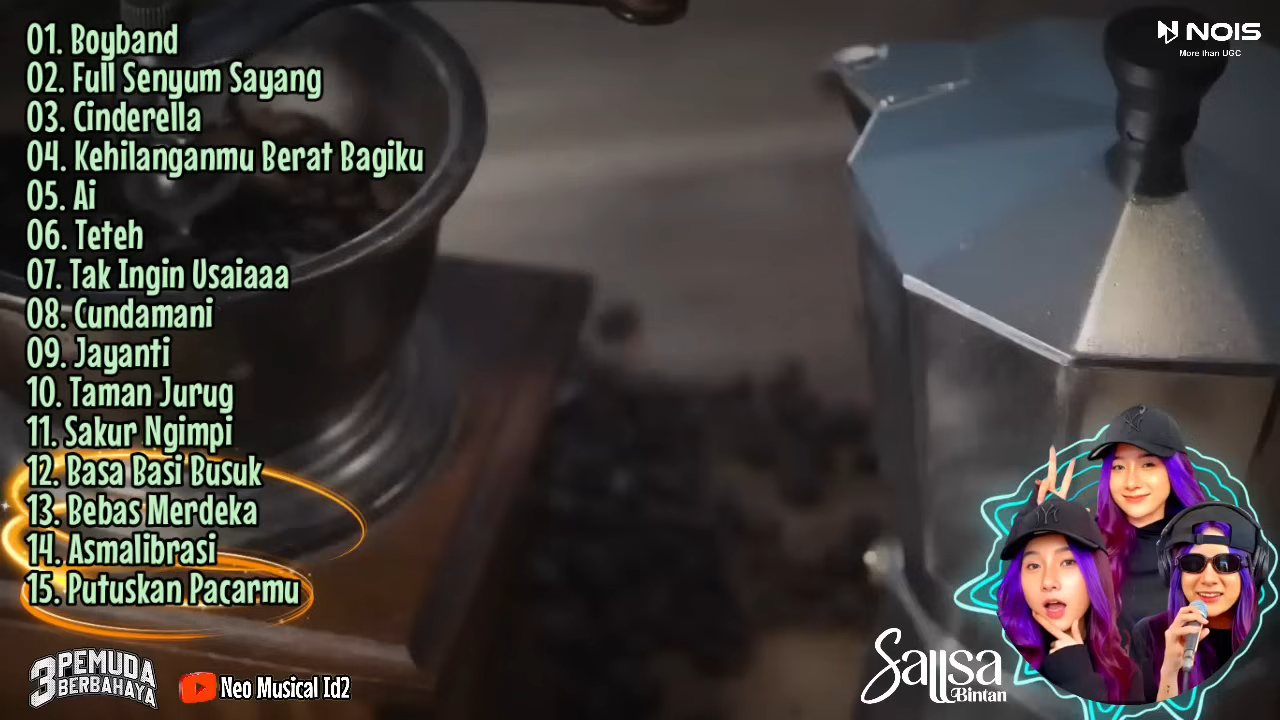 01. Boyband
02. Full Senyum Sayang
03. Cinderella
04. Kehilanganmu Berat Bagiku
05. Ai
06. Teteh
07. Tak Ingin Usaiaaa
08. Cundamani
09. Jayanti
10. Taman Jurug
11. Sakur Ngimpi
12. Basa Basi Busuk
13. Bebas Merdeka
14. Asmalibrasi
15. Putuskan Pacarmu
NOIS
More than UGC
3 PEMUDA
BERBAHAYA
Neo Musical Id2
Sallsa
Bintan